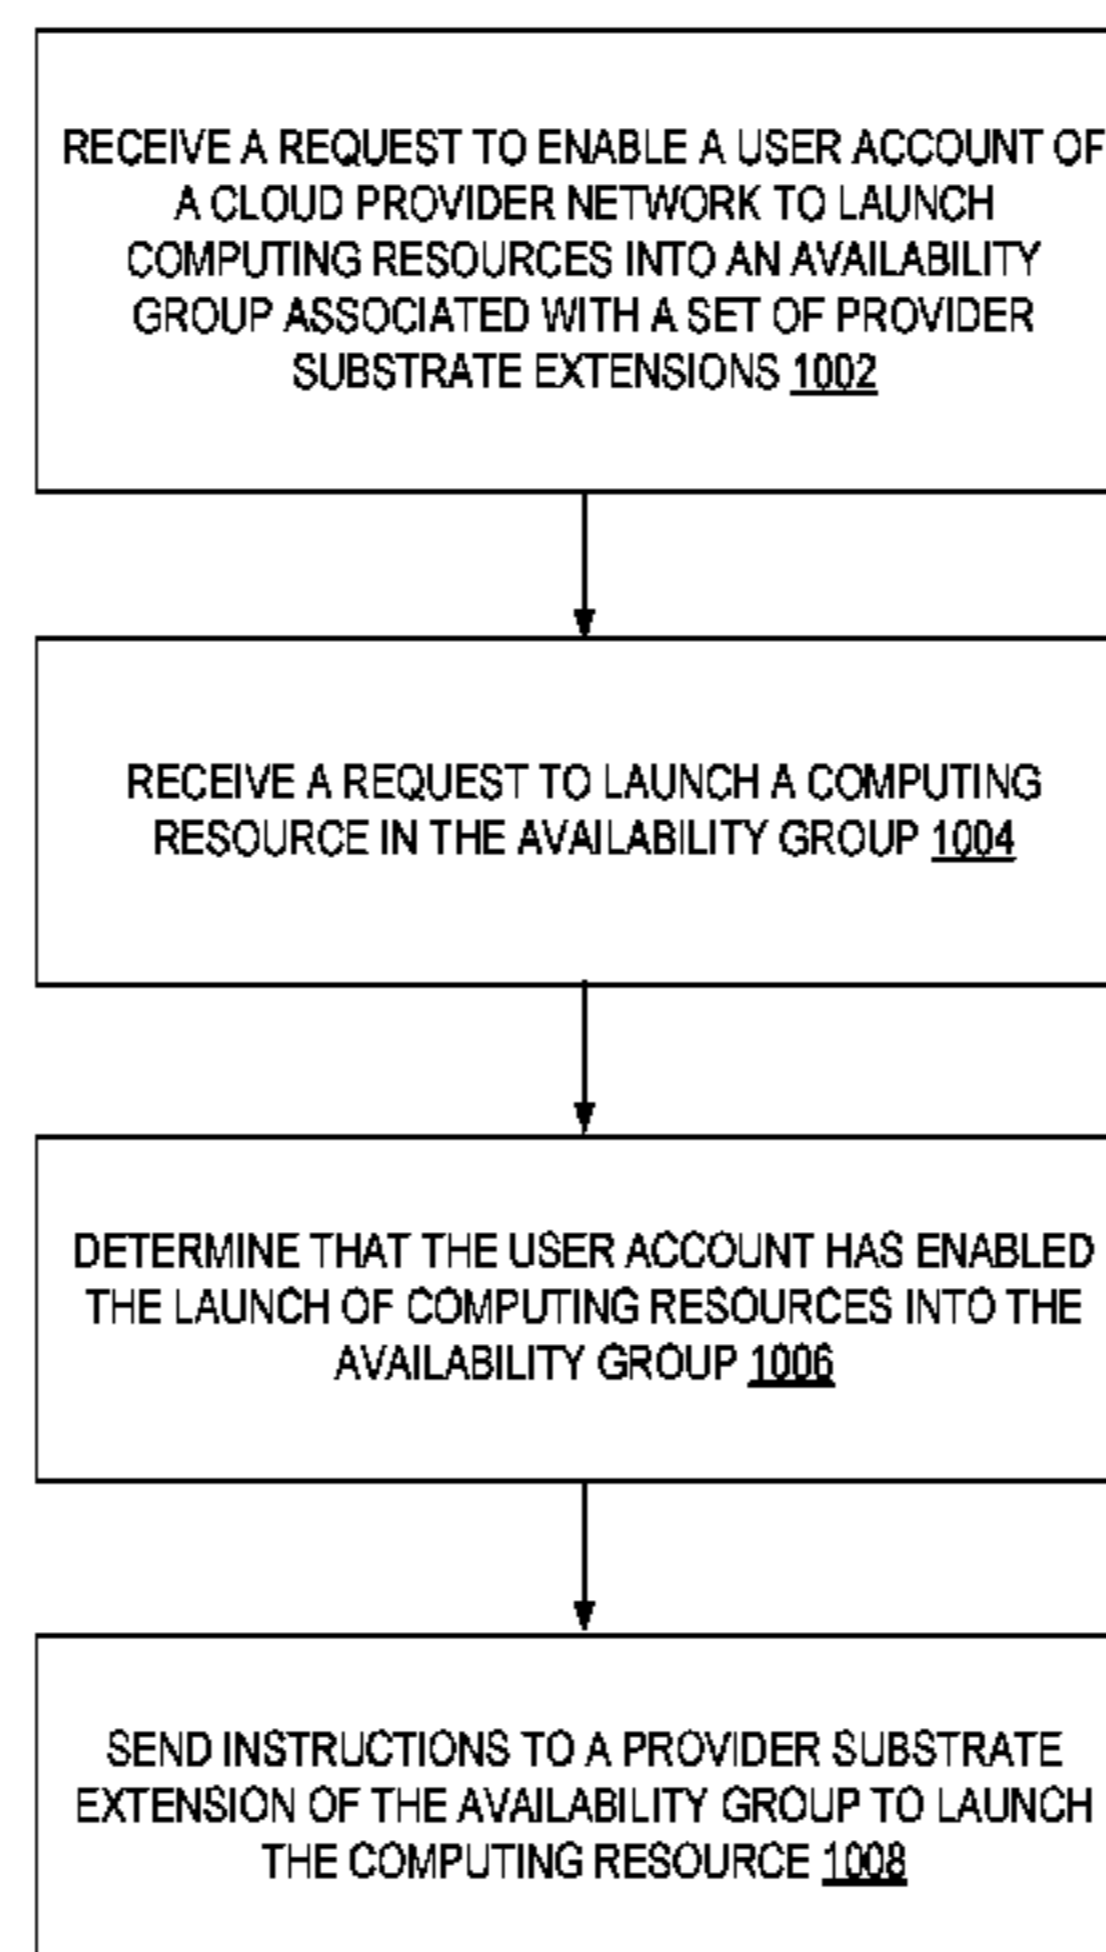 RECEIVE A REQUEST TO ENABLE A USER ACCOUNT OF
A CLOUD PROVIDER NETWORK TO LAUNCH
COMPUTING RESOURCES INTO AN AVAILABILITY
GROUP ASSOCIATED WITH A SET OF PROVIDER
SUBSTRATE EXTENSIONS 1002
RECEIVE A REQUEST TO LAUNCH A COMPUTING
RESOURCE IN THE AVAILABILITY GROUP 1004
DETERMINE THAT THE USER ACCOUNT HAS ENABLED
THE LAUNCH OF COMPUTING RESOURCES INTO THE
AVAILABILITY GROUP 1006
SEND INSTRUCTIONS TO A PROVIDER SUBSTRATE
EXTENSION OF THE AVAILABILITY GROUP TO LAUNCH
THE COMPUTING RESOURCE 1008